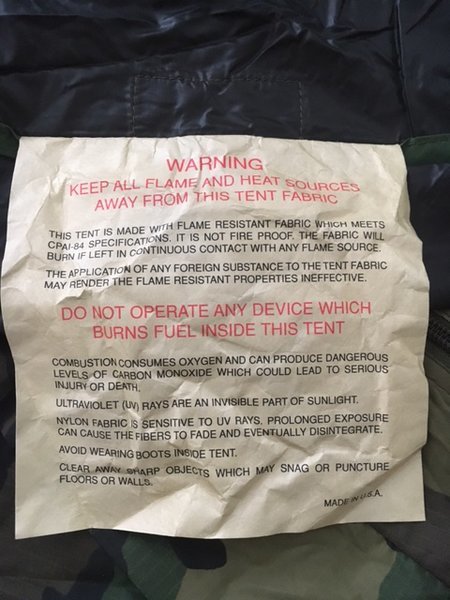 WARNING
KEEP ALL FLAME AND HEAT SOURCES
AWAY FROM THIS TENT FABRIC
THIS TENT IS MADE WITH FLAME RESISTANT FABRIC WHICH MEETS
CPAI-84 SPECIFICATIONS. IT IS NOT FIRE PROOF. THE FABRIC WILL
BURN IF LEFT IN CONTINUOUS CONTACT WITH ANY FLAME SOURCE.
THE APPLICATION OF ANY FOREIGN SUBSTANCE TO THE TENT FABRIC
MAY RENDER THE FLAME RESISTANT PROPERTIES INEFFECTIVE.
DO NOT OPERATE ANY DEVICE WHICH
BURNS FUEL INSIDE THIS TENT
COMBUSTION CONSUMES OXYGEN AND CAN PRODUCE DANGEROUS
LEVELS OF CARBON MONOXIDE WHICH COULD LEAD TO SERIOUS
INJURY OR DEATH.
ULTRAVIOLET (UV) RAYS ARE AN INVISIBLE PART OF SUNLIGHT.
NYLON FABRIC IS SENSITIVE TO UV RAYS. PROLONGED EXPOSURE
CAN CAUSE THE FIBERS TO FADE AND EVENTUALLY DISINTEGRATE.
AVOID WEARING BOOTS INSIDE TENT.
CLEAR AWAY SHARP OBJECTS WHICH MAY SNAG OR PUNCTURE
FLOORS OR WALLS.
MADE IN U.S.A.